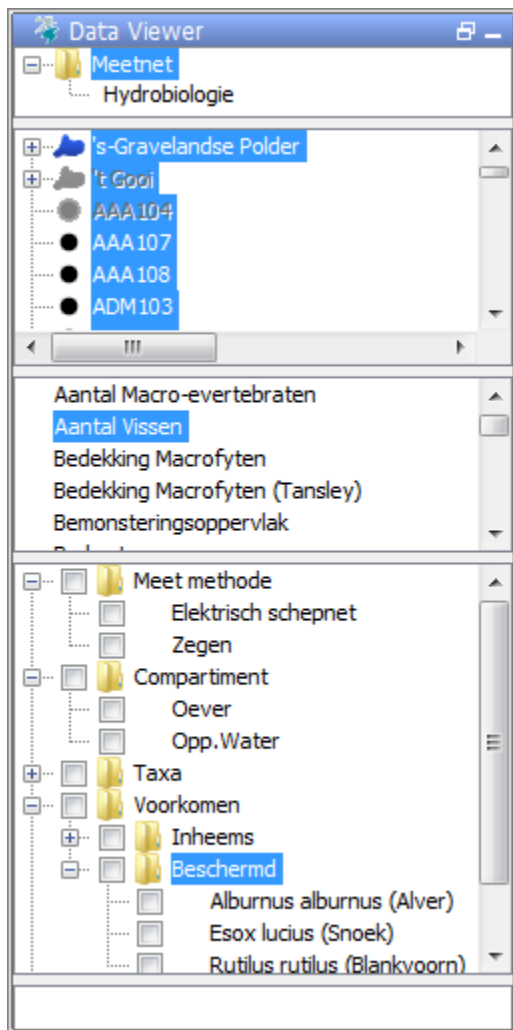 Data Viewer
Meetnet
Hydrobiologie
's-Gravelandse Polder
't Gooi
AAA104
AAA107
AAA108
ADM103
Aantal Macro-evertebraten
Aantal Vissen
Bedekking Macrofyten
Bedekking Macrofyten (Tansley)
Bemonsteringsoppervlak
Meet methode
Elektrisch schepnet
Zegen
Compartiment
Oever
Opp.Water
Taxa
Voorkomen
Inheems
Beschermd
Alburnus alburnus (Alver)
Esox lucius (Snoek)
Rutilus rutilus (Blankvoorn)